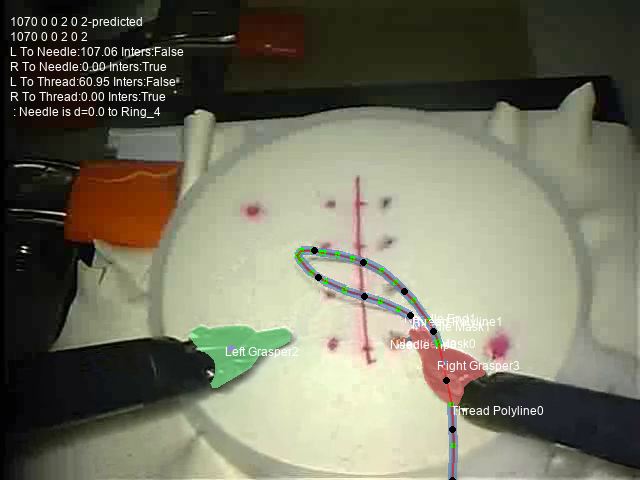 1070 0 0 2 0 2-predicted
1070 0 0 2 0 2
L To Needle:107.06 Inters:False
R To Needle:0.00 Inters:True
L To Thread:60.95 Inters:False
R To Thread:0.00 Inters:True
: Needle is d=0.0 to Ring_4
Polyline1
Mask1
Left Grasper2
Right Grasper3
Thread Polyline0